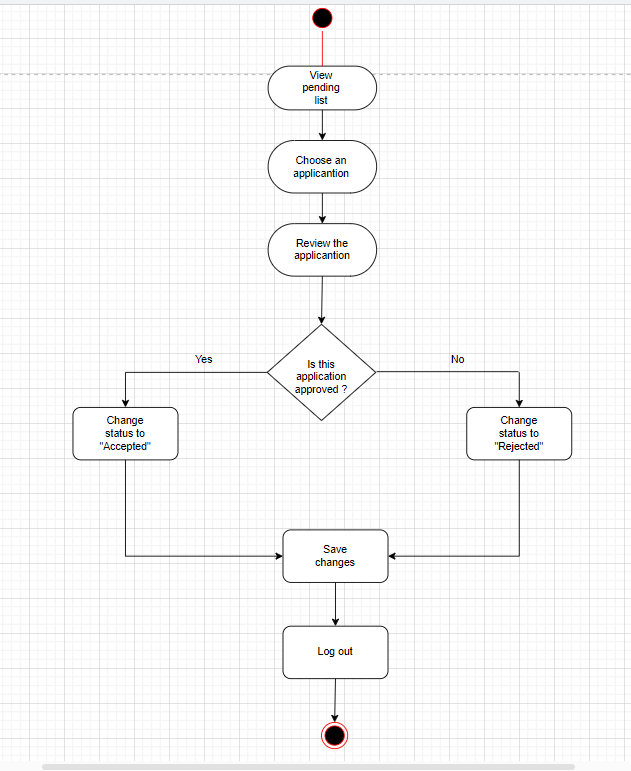 View
pending
list
Choose an
applicantion
Review the
applicantion
Is this
application
approved ?
Yes
No
Change
status to
"Accepted"
Change
status to
"Rejected"
Save
changes
Log out